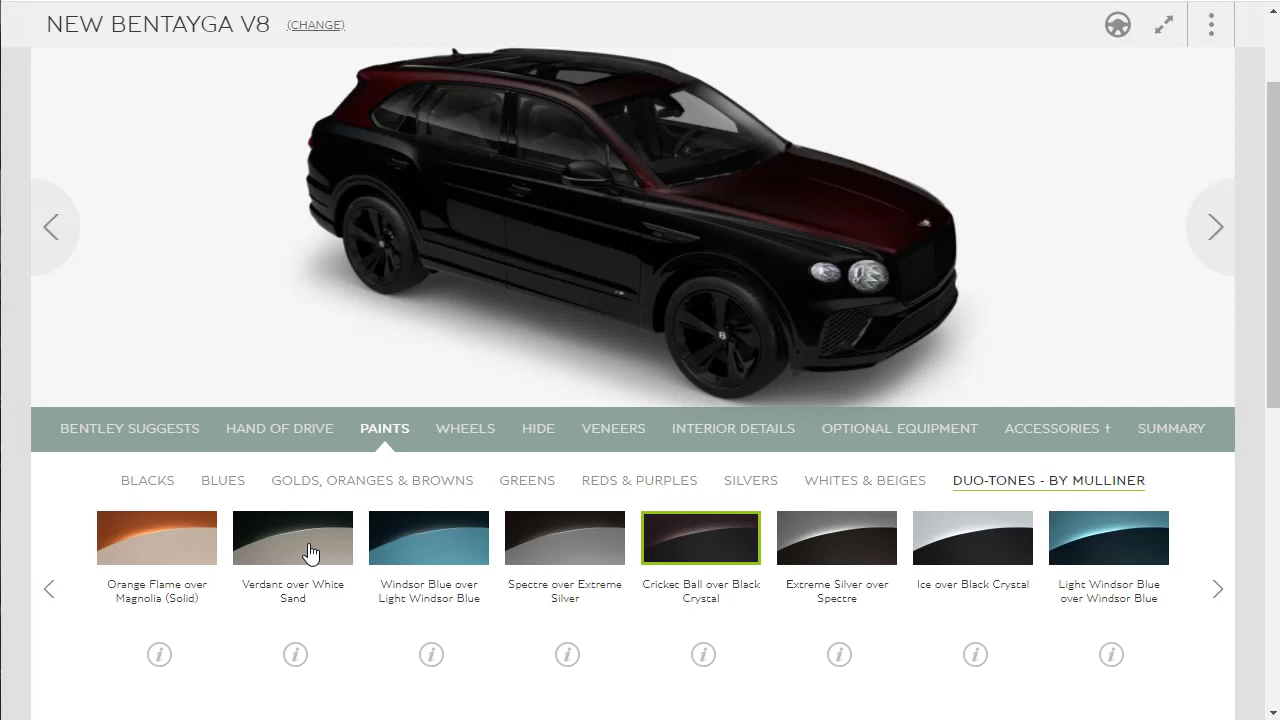 NEW BENTAYGA V8 (CHANGE)
BENTLEY SUGGESTS HAND OF DRIVE PAINTS WHEELS HIDE VENEERS INTERIOR DETAILS OPTIONAL EQUIPMENT ACCESSORIES † SUMMARY
BLACKS BLUES GOLDS, ORANGES & BROWNS GREENS REDS & PURPLES SILVERS WHITES & BEIGES DUO-TONES - BY MULLINER
Orange Flame over
Magnolia (Solid)
Verdant over White
Sand
Windsor Blue over
Light Windsor Blue
Spectre over Extreme
Silver
Cricket Ball over Black
Crystal
Extreme Silver over
Spectre
Ice over Black Crystal
Light Windsor Blue
over Windsor Blue
i i i i i i i i